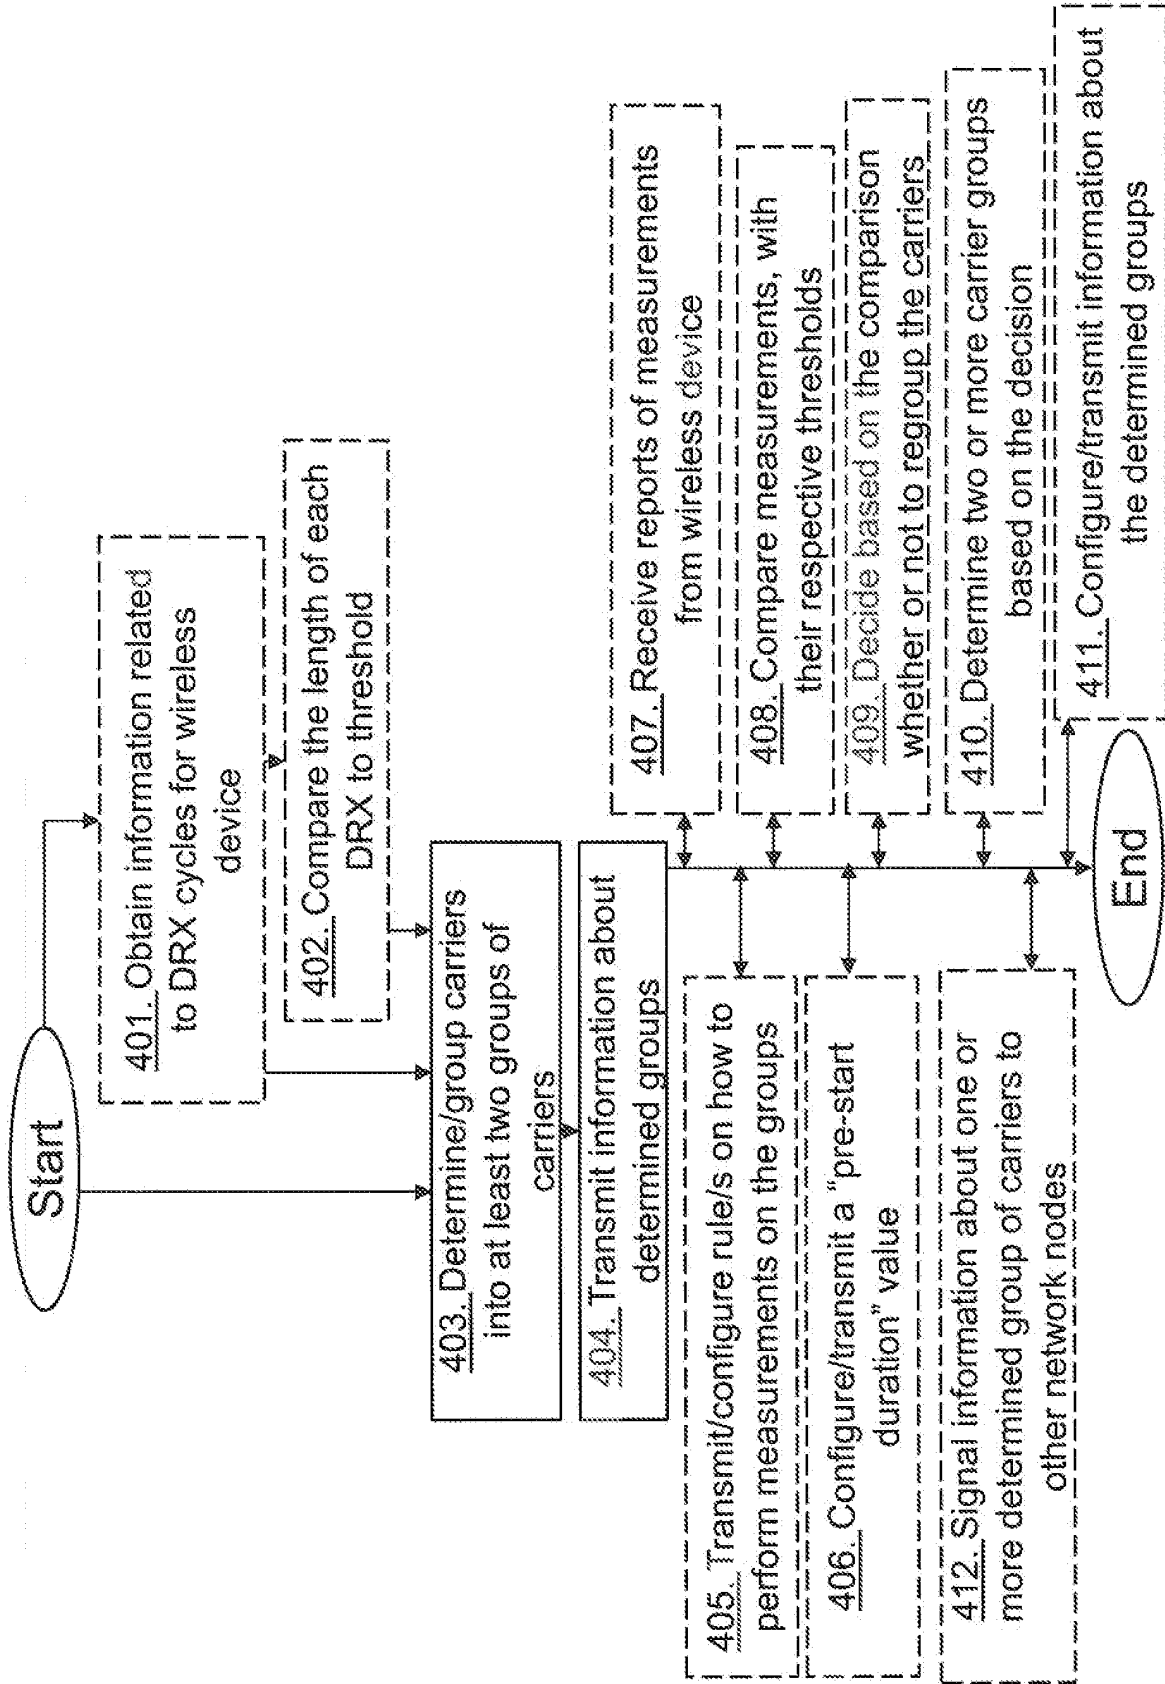 Start
401. Obtain information related
to DRX cycles for wireless
device
402. Compare the length of each
DRX to threshold
403. Determine/group carriers
into at least two groups of
carriers
404. Transmit information about
determined groups
405. Transmit/configure rule/s on how to
perform measurements on the groups
406. Configure/transmit a “pre-start
duration” value
407. Receive reports of measurements
from wireless device
408. Compare measurements, with
their respective thresholds
409. Decide based on the comparison
whether or not to regroup the carriers
410. Determine two or more carrier groups
based on the decision
411. Configure/transmit information about
the determined groups
412. Signal information about one or
more determined group of carriers to
other network nodes
End